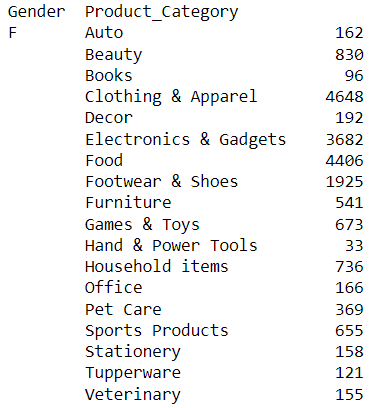 Gender  Product_Category
F       Auto                     162
        Beauty                   830
        Books                     96
        Clothing & Apparel      4648
        Decor                    192
        Electronics & Gadgets   3682
        Food                    4406
        Footwear & Shoes        1925
        Furniture                541
        Games & Toys             673
        Hand & Power Tools        33
        Household items          736
        Office                   166
        Pet Care                 369
        Sports Products          655
        Stationery               158
        Tupperware               121
        Veterinary               155